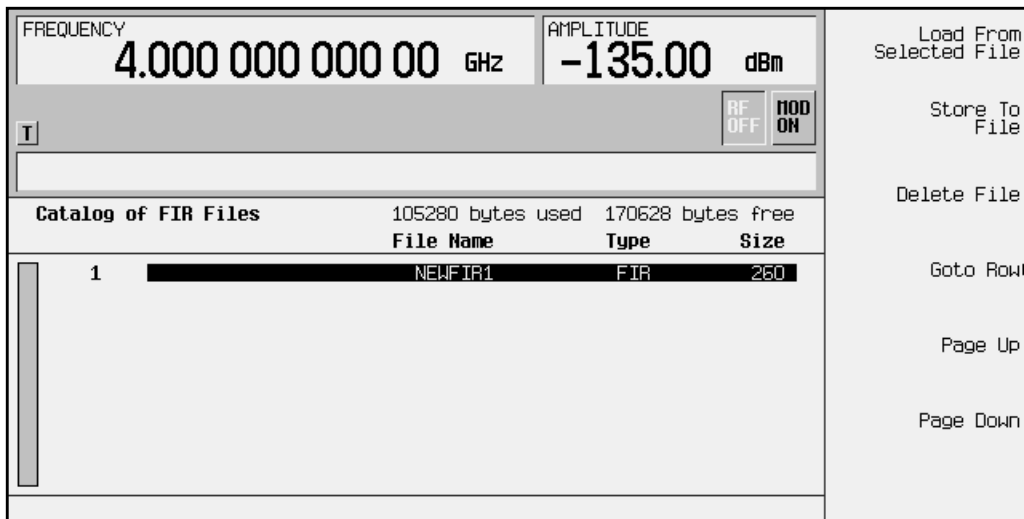 FREQUENCY
4.000 000 000 00 GHz
AMPLITUDE
-135.00 dBm
RF
OFF
MOD
ON
T
Catalog of FIR Files 105280 bytes used 170628 bytes free
File Name Type Size
1 NEWFIR1 FIR 260
Load From
Selected File
Store To
File
Delete File
Goto Row
Page Up
Page Down